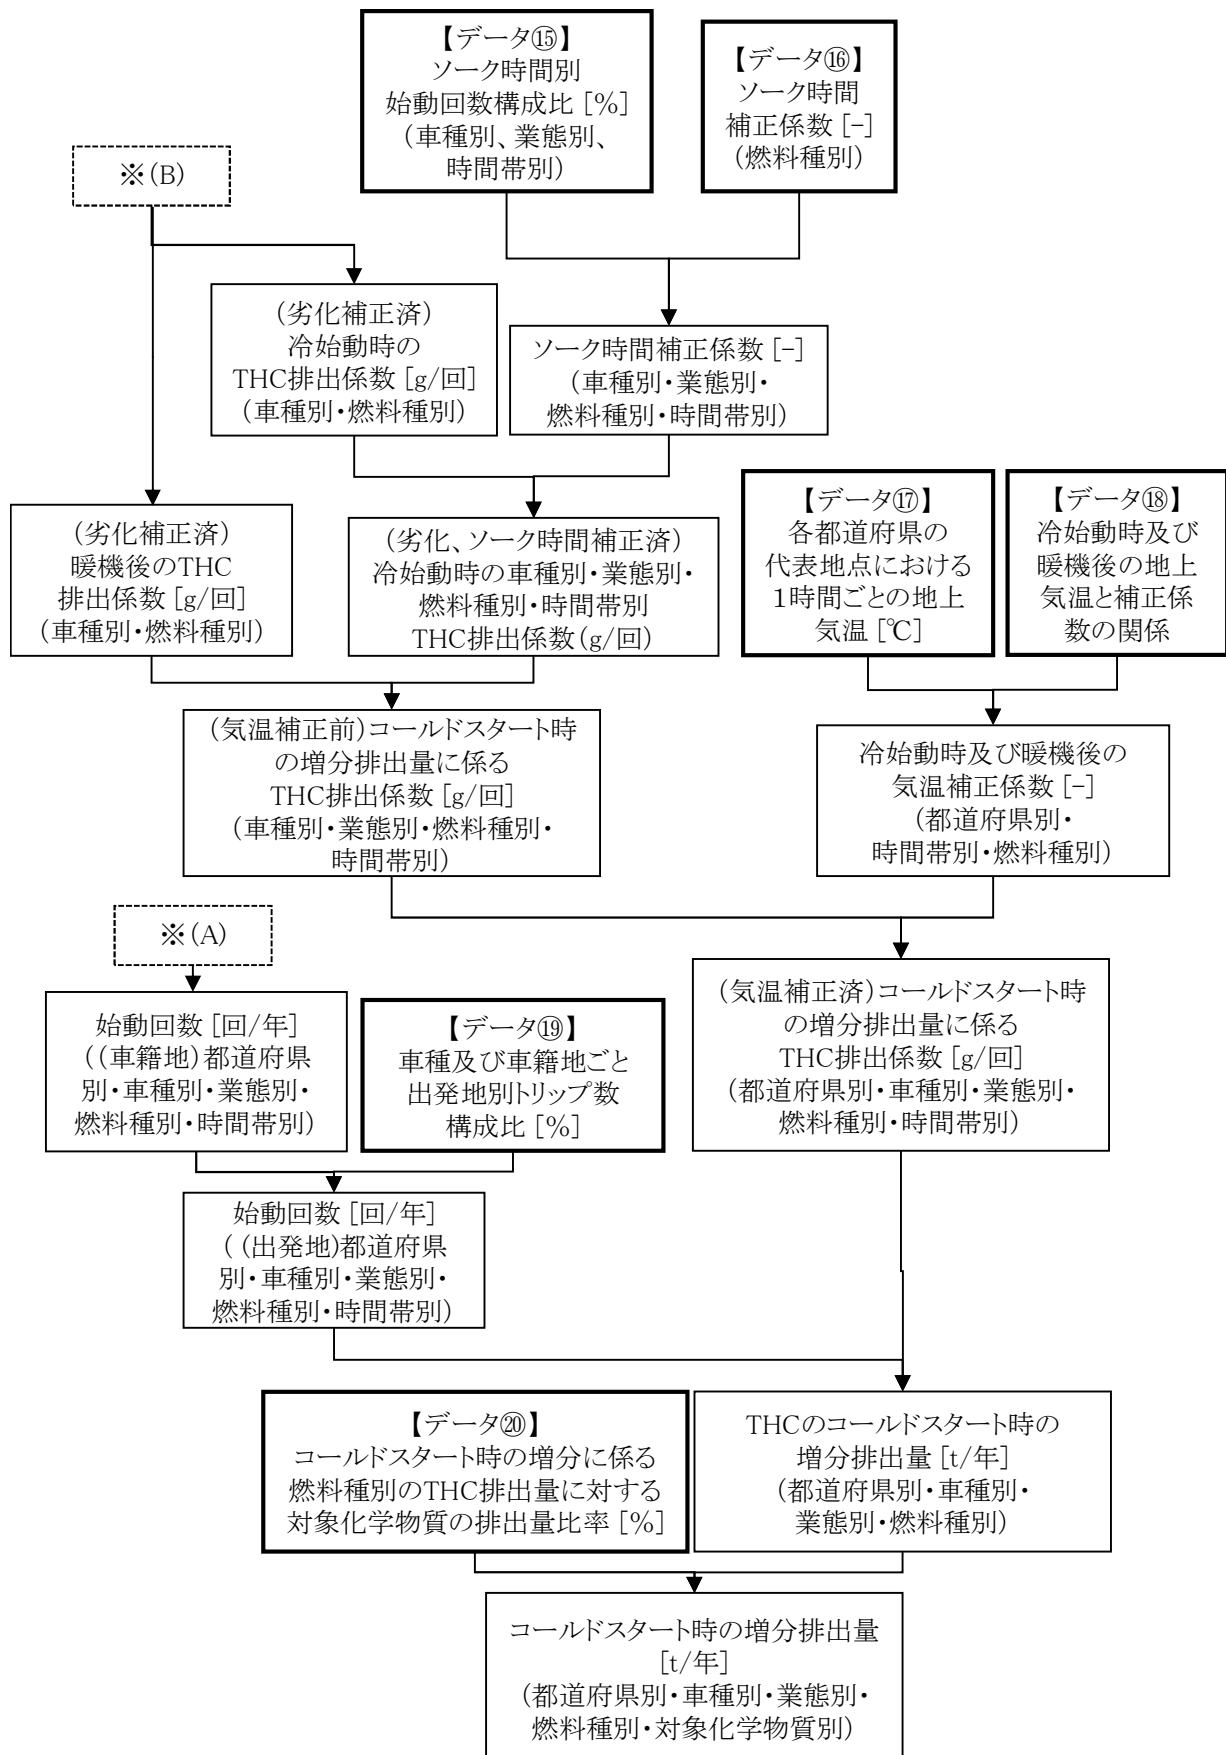 【データ⑮】
ソーク時間別
始動回数構成比［%］
（車種別、業態別、
時間帯別）
【データ⑯】
ソーク時間
補正係数［−］
（燃料種別）
※(B)
（劣化補正済）
冷始動時の
THC排出係数［g/回］
（車種別・燃料種別）
ソーク時間補正係数［−］
（車種別・業態別・
燃料種別・時間帯別）
（劣化補正済）
暖機後のTHC
排出係数［g/回］
（車種別・燃料種別）
（劣化、ソーク時間補正済）
冷始動時の車種別・業態別・
燃料種別・時間帯別
THC排出係数（g/回）
【データ⑰】
各都道府県の
代表地点における
1時間ごとの地上
気温［℃］
【データ⑱】
冷始動時及び
暖機後の地上
気温と補正係
数の関係
（気温補正前）コールドスタート時
の増分排出量に係る
THC排出係数［g/回］
（車種別・業態別・燃料種別・
時間帯別）
冷始動時及び暖機後の
気温補正係数［−］
（都道府県別・
時間帯別・燃料種別）
※(A)
始動回数［回/年］
（（車籍地）都道府県
別・車種別・業態別・
燃料種別・時間帯別）
【データ⑲】
車種及び車籍地ごと
出発地別トリップ数
構成比［%］
（気温補正済）コールドスタート時
の増分排出量に係る
THC排出係数［g/回］
（都道府県別・車種別・業態別・
燃料種別・時間帯別）
始動回数［回/年］
（ （出発地）都道府県
別・車種別・業態別・
燃料種別・時間帯別）
【データ⑳】
コールドスタート時の増分に係る
燃料種別のTHC排出量に対する
対象化学物質の排出量比率［%］
THCのコールドスタート時の
増分排出量［t/年］
（都道府県別・車種別・
業態別・燃料種別）
コールドスタート時の増分排出量
［t/年］
（都道府県別・車種別・業態別・
燃料種別・対象化学物質別）